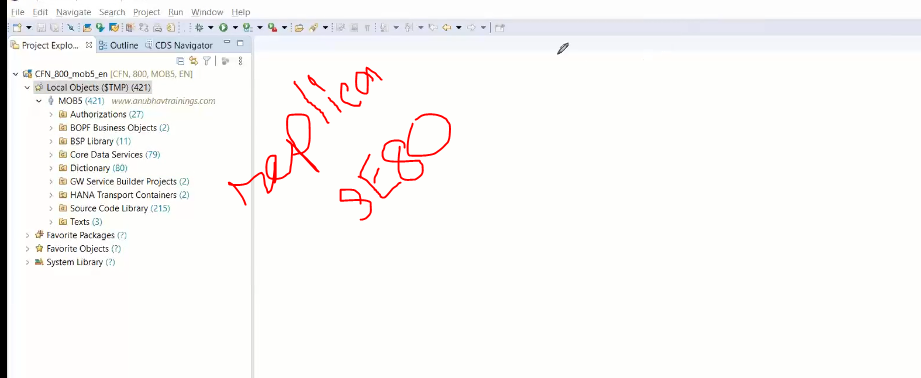 File Edit Navigate Search Project Run Window Help
Project Explo... Outline CDS Navigator
CFN_800_mob5_en [CFN, 800, MOB5, EN]
Local Objects ($TMP) (421)
MOB5 (421) www.anubhavtrainings.com
Authorizations (27)
BOPF Business Objects (2)
BSP Library (11)
Core Data Services (79)
Dictionary (80)
GW Service Builder Projects (2)
HANA Transport Containers (2)
Source Code Library (215)
Texts (3)
Favorite Packages (?)
Favorite Objects (?)
System Library (?)
replica
SE80